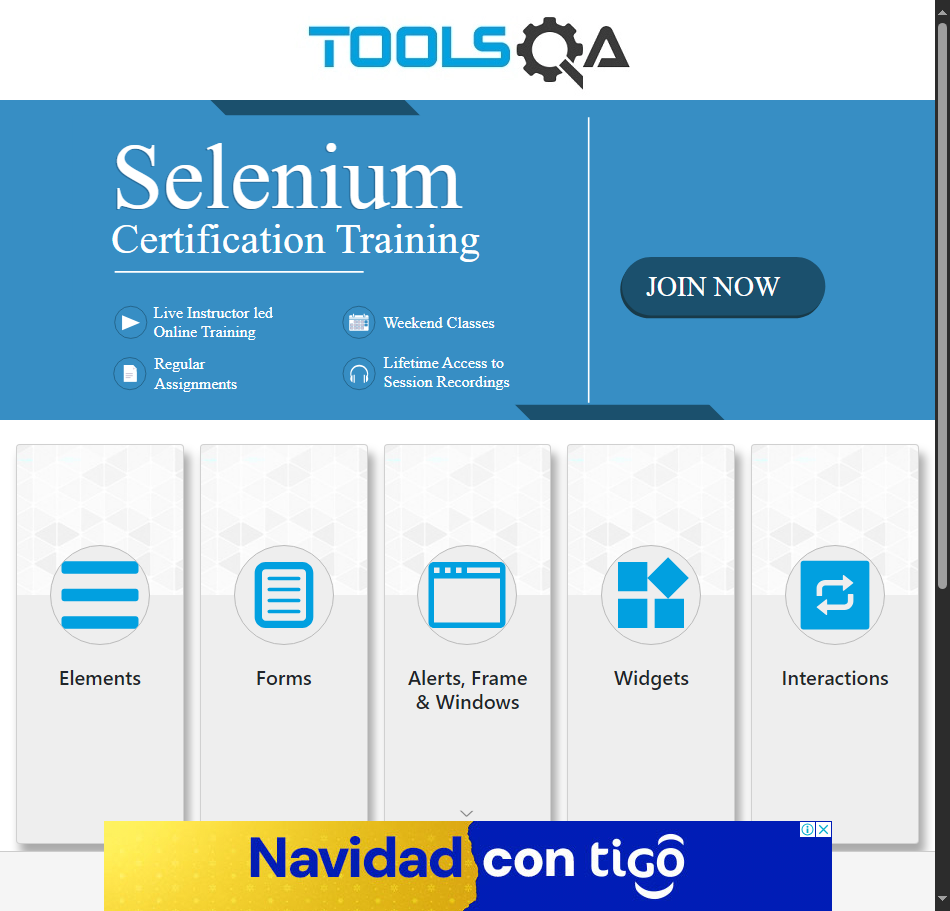 TOOLSQA
Selenium
Certification Training
JOIN NOW
Live Instructor led
Online Training
Weekend Classes
Regular
Assignments
Lifetime Access to
Session Recordings
Elements
Forms
Alerts, Frame
& Windows
Widgets
Interactions
Navidad con tigo